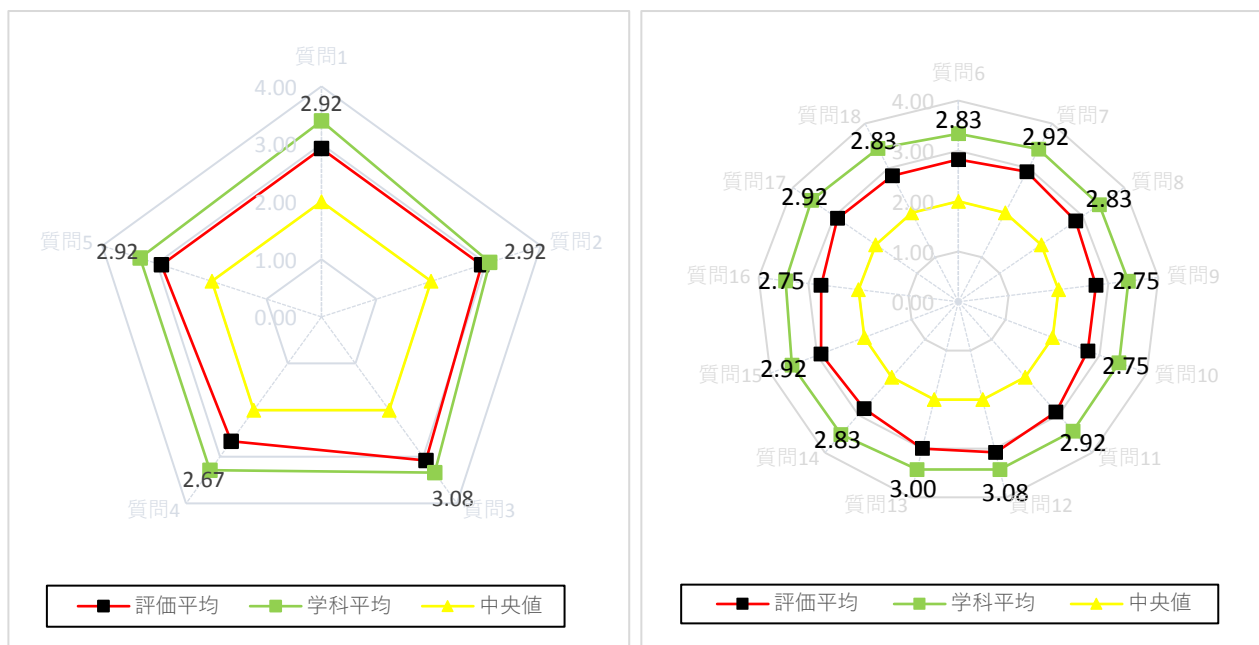 質問1
4.00
2.92
3.00
2.00
1.00
0.00
質問5
2.92
質問2
2.92
質問4
2.67
質問3
3.08
評価平均
学科平均
中央値
質問6
4.00
2.83
3.00
2.00
1.00
0.00
質問7
2.92
質問8
2.83
質問9
2.75
質問10
2.75
質問11
2.92
質問12
3.08
質問13
3.00
質問14
2.83
質問15
2.92
質問16
2.75
質問17
2.92
質問18
2.83
評価平均
学科平均
中央値